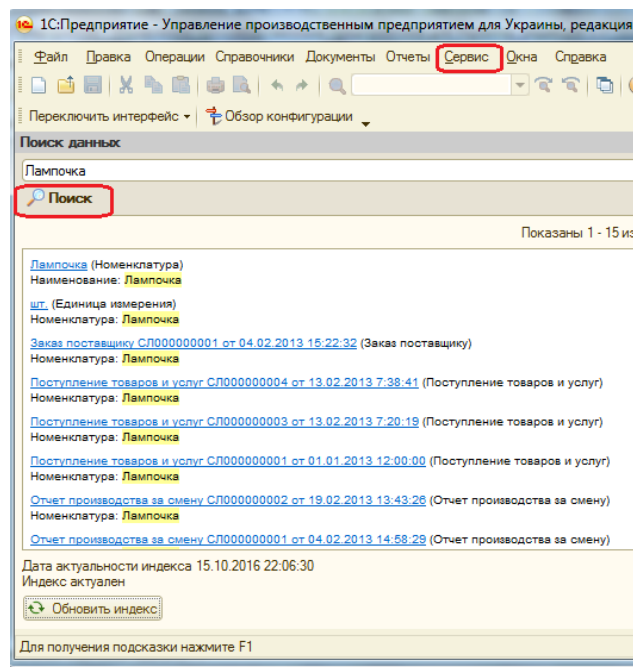 1С:Предприятие - Управление производственным предприятием для Украины, редакция
Файл Правка Операции Справочники Документы Отчеты Сервис Окна Справка
Переключить интерфейс Обзор конфигурации
Поиск данных
Лампочка
Поиск
Показаны 1 - 15 из
Лампочка (Номенклатура)
Наименование: Лампочка
шт. (Единица измерения)
Номенклатура: Лампочка
Заказ поставщику СЛ000000001 от 04.02.2013 15:22:32 (Заказ поставщику)
Номенклатура: Лампочка
Поступление товаров и услуг СЛ000000004 от 13.02.2013 7:38:41 (Поступление товаров и услуг)
Номенклатура: Лампочка
Поступление товаров и услуг СЛ000000003 от 13.02.2013 7:20:19 (Поступление товаров и услуг)
Номенклатура: Лампочка
Поступление товаров и услуг СЛ000000001 от 01.01.2013 12:00:00 (Поступление товаров и услуг)
Номенклатура: Лампочка
Отчет производства за смену СЛ000000002 от 19.02.2013 13:43:26 (Отчет производства за смену)
Номенклатура: Лампочка
Отчет производства за смену СЛ000000001 от 04.02.2013 14:58:29 (Отчет производства за смену)
Дата актуальности индекса 15.10.2016 22:06:30
Индекс актуален
Обновить индекс
Для получения подсказки нажмите F1